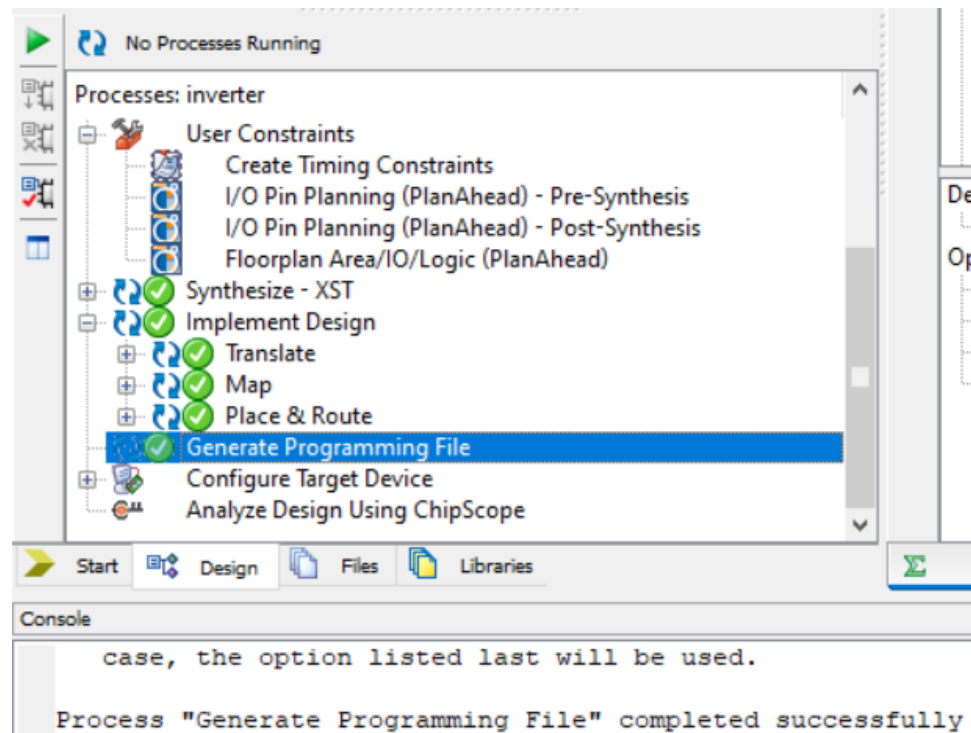 No Processes Running
Processes: inverter
User Constraints
Create Timing Constraints
I/O Pin Planning (PlanAhead) - Pre-Synthesis
I/O Pin Planning (PlanAhead) - Post-Synthesis
Floorplan Area/IO/Logic (PlanAhead)
Synthesize - XST
Implement Design
Translate
Map
Place & Route
Generate Programming File
Configure Target Device
Analyze Design Using ChipScope
Start Design Files Libraries
Console
case, the option listed last will be used.
Process "Generate Programming File" completed successfully